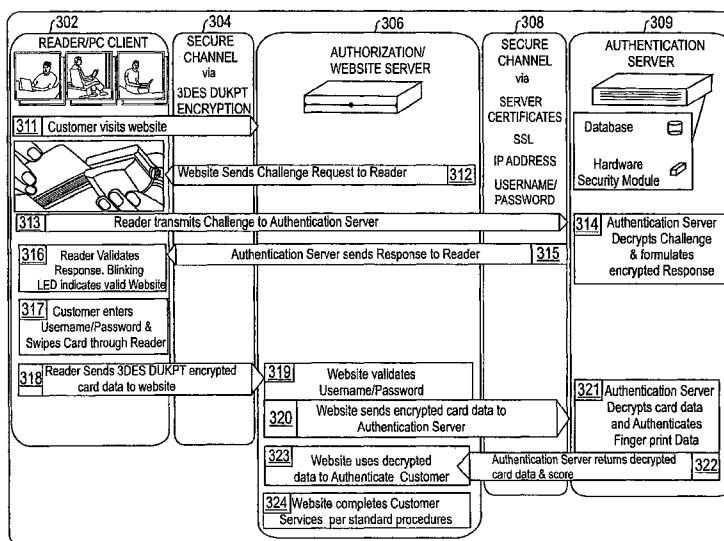 302
304
306
308
309
READER/PC CLIENT
SECURE
CHANNEL
via
3DES DUKPT
ENCRYPTION
AUTHORIZATION/
WEBSITE SERVER
SECURE
CHANNEL
via
SERVER
CERTIFICATES
SSL
IP ADDRESS
USERNAME/
PASSWORD
AUTHENTICATION
SERVER
Database
Hardware
Security Module
311 Customer visits website
Website Sends Challenge Request to Reader 312
313 Reader transmits Challenge to Authentication Server
314 Authentication Server
Decrypts Challenge
& formulates
encrypted Response
Authentication Server sends Response to Reader 315
316 Reader Validates
Response. Blinking
LED indicates valid Website
317 Customer enters
Username/Password &
Swipes Card through Reader
318 Reader Sends 3DES DUKPT encrypted
card data to website
319 Website validates
Username/Password
320 Website sends encrypted card data to
Authentication Server
321 Authentication Server
Decrypts card data
and Authenticates
Finger print Data
Authentication Server returns decrypted
card data & score 322
323 Website uses decrypted
data to Authenticate Customer
324 Website completes Customer
Services per standard procedures